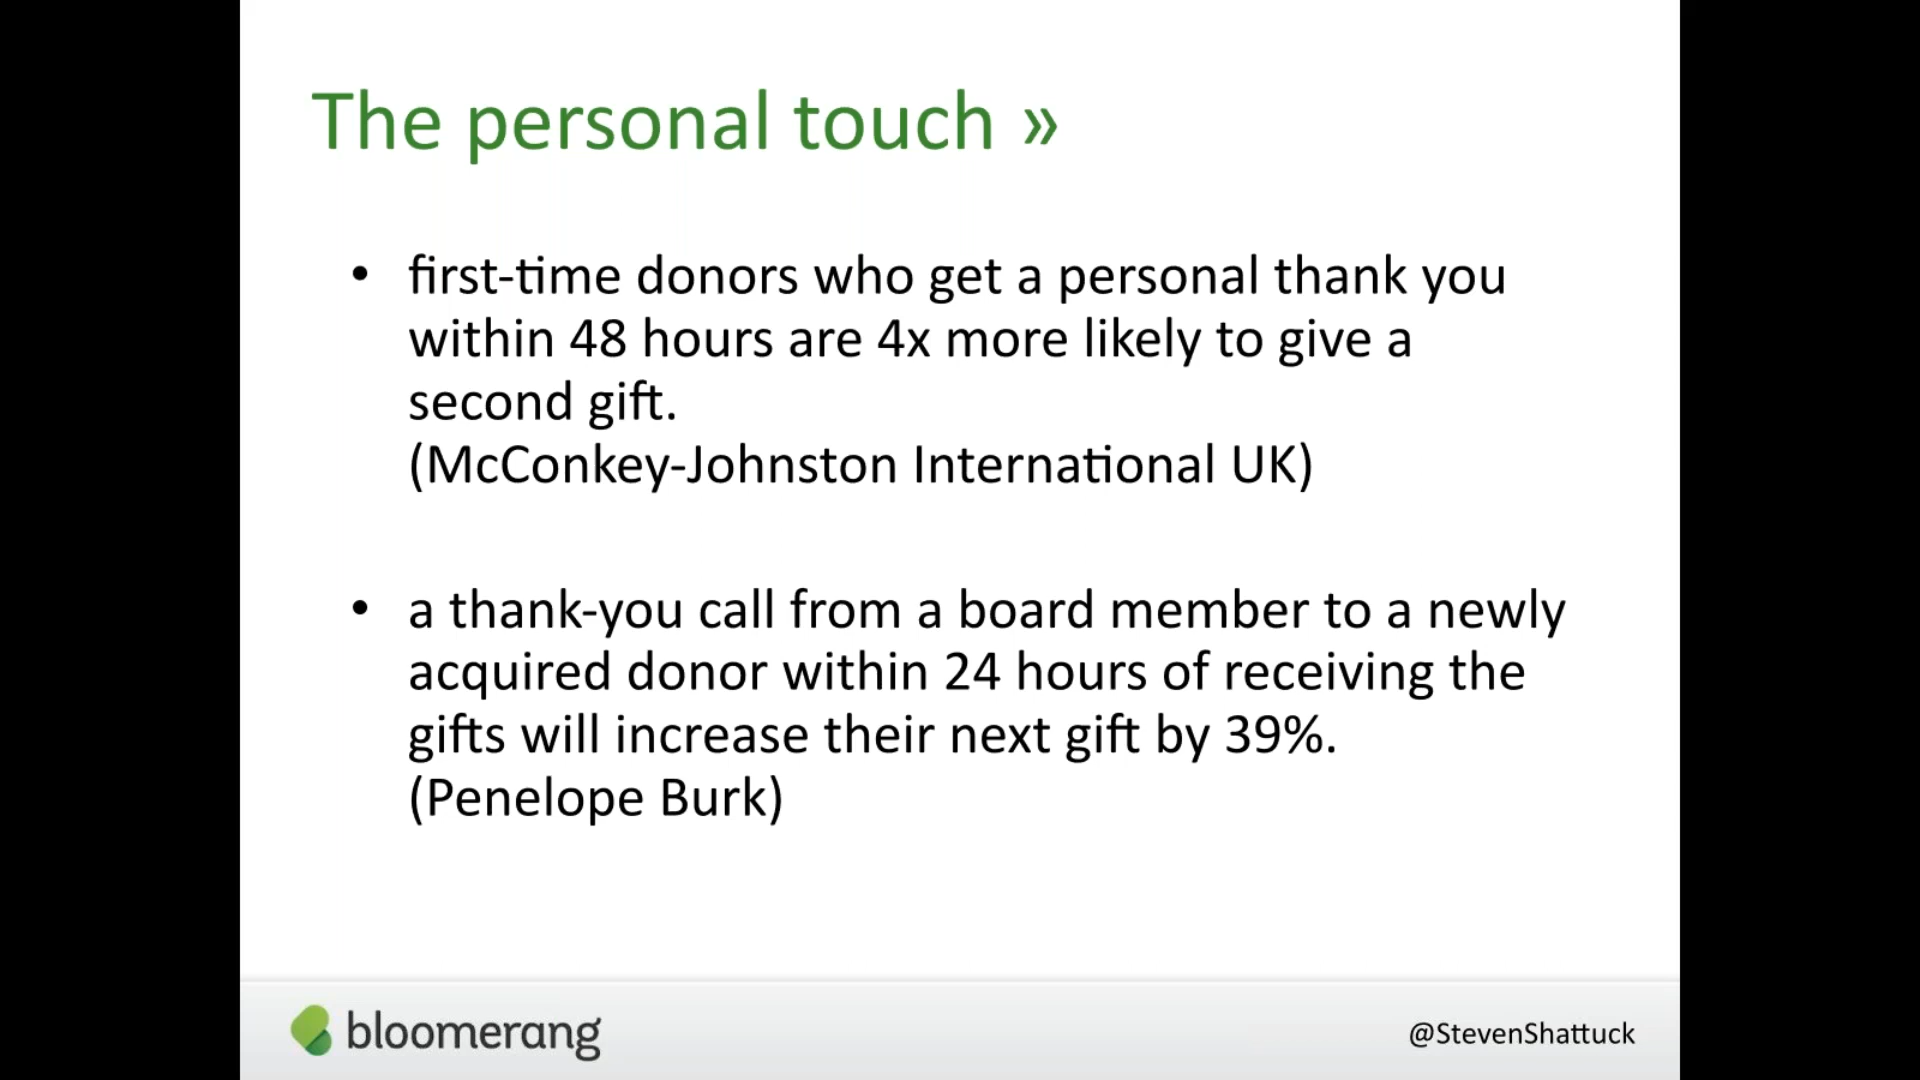 The personal touch »
• first-time donors who get a personal thank you
within 48 hours are 4x more likely to give a
second gift.
(McConkey-Johnston International UK)
• a thank-you call from a board member to a newly
acquired donor within 24 hours of receiving the
gifts will increase their next gift by 39%.
(Penelope Burk)
bloomerang
@StevenShattuck